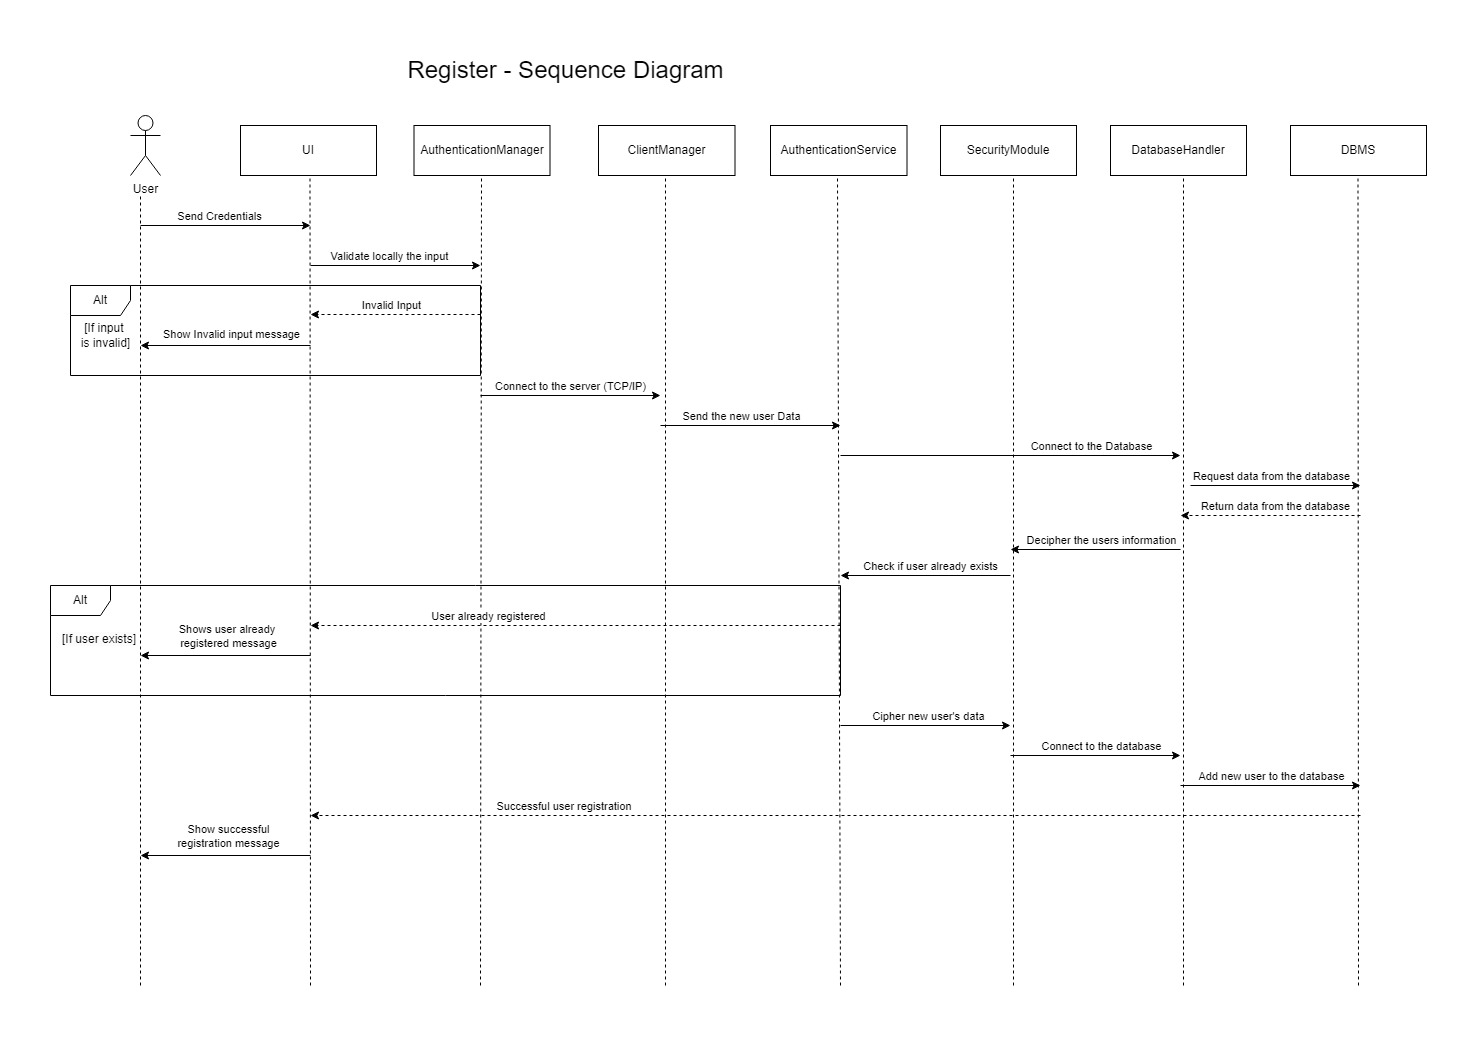 Register - Sequence Diagram
User
UI
AuthenticationManager
ClientManager
AuthenticationService
SecurityModule
DatabaseHandler
DBMS
Send Credentials
Validate locally the input
Alt
[If input
is invalid]
Invalid Input
Show Invalid input message
Connect to the server (TCP/IP)
Send the new user Data
Connect to the Database
Request data from the database
Return data from the database
Decipher the users information
Check if user already exists
Alt
[If user exists]
User already registered
Shows user already
registered message
Cipher new user's data
Connect to the database
Add new user to the database
Successful user registration
Show successful
registration message